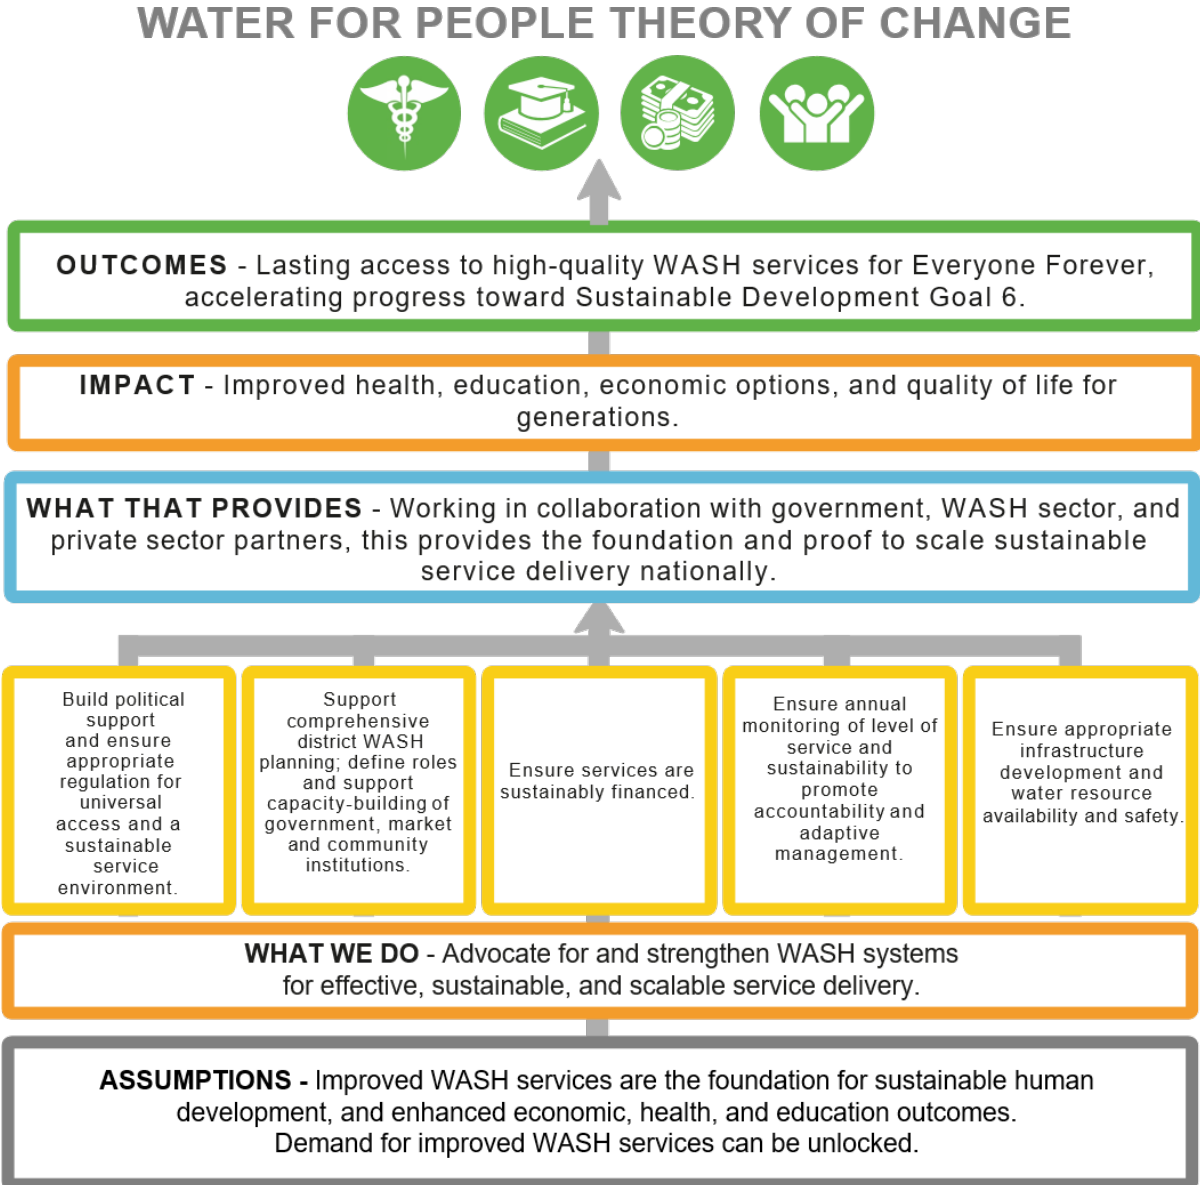 WATER FOR PEOPLE THEORY OF CHANGE
OUTCOMES - Lasting access to high-quality WASH services for Everyone Forever,
accelerating progress toward Sustainable Development Goal 6.
IMPACT - Improved health, education, economic options, and quality of life for
generations.
WHAT THAT PROVIDES - Working in collaboration with government, WASH sector, and
private sector partners, this provides the foundation and proof to scale sustainable
service delivery nationally.
Build political
support
and ensure
appropriate
regulation for
universal
access and a
sustainable
service
environment.
Support
comprehensive
district WASH
planning; define roles
and support
capacity-building of
government, market
and community
institutions.
Ensure services are
sustainably financed.
Ensure annual
monitoring of level of
service and
sustainability to
promote
accountability and
adaptive
management.
Ensure appropriate
infrastructure
development and
water resource
availability and safety.
WHAT WE DO - Advocate for and strengthen WASH systems
for effective, sustainable, and scalable service delivery.
ASSUMPTIONS - Improved WASH services are the foundation for sustainable human
development, and enhanced economic, health, and education outcomes.
Demand for improved WASH services can be unlocked.